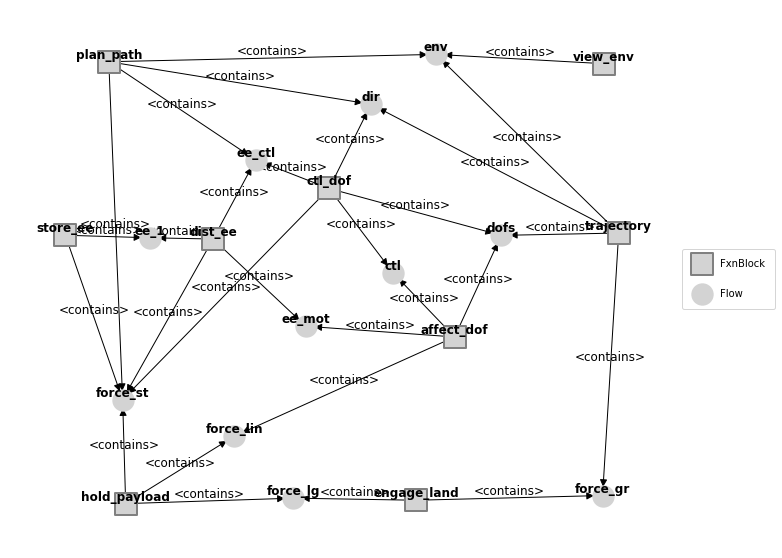 env
plan_path
<contains>
<contains>
view_env
<contains>
dir
<contains>
<contains>
<contains>
ee_ctl
<contains>
<contains>
<contains>
ctl_dof
<contains>
<contains>
<contains>
<contains>
<contains>
<contains>
<contains>
ee_1
dist_ee
dofs
<contains>
trajectory
FxnBlock
ctl
<contains>
<contains>
<contains>
Flow
<contains>
<contains>
<contains>
ee_mot
<contains>
affect_dof
<contains>
<contains>
force_st
force_lin
<contains>
<contains>
hold_payload
<contains>
force_lg
<contains>
engage_land
<contains>
force_gr